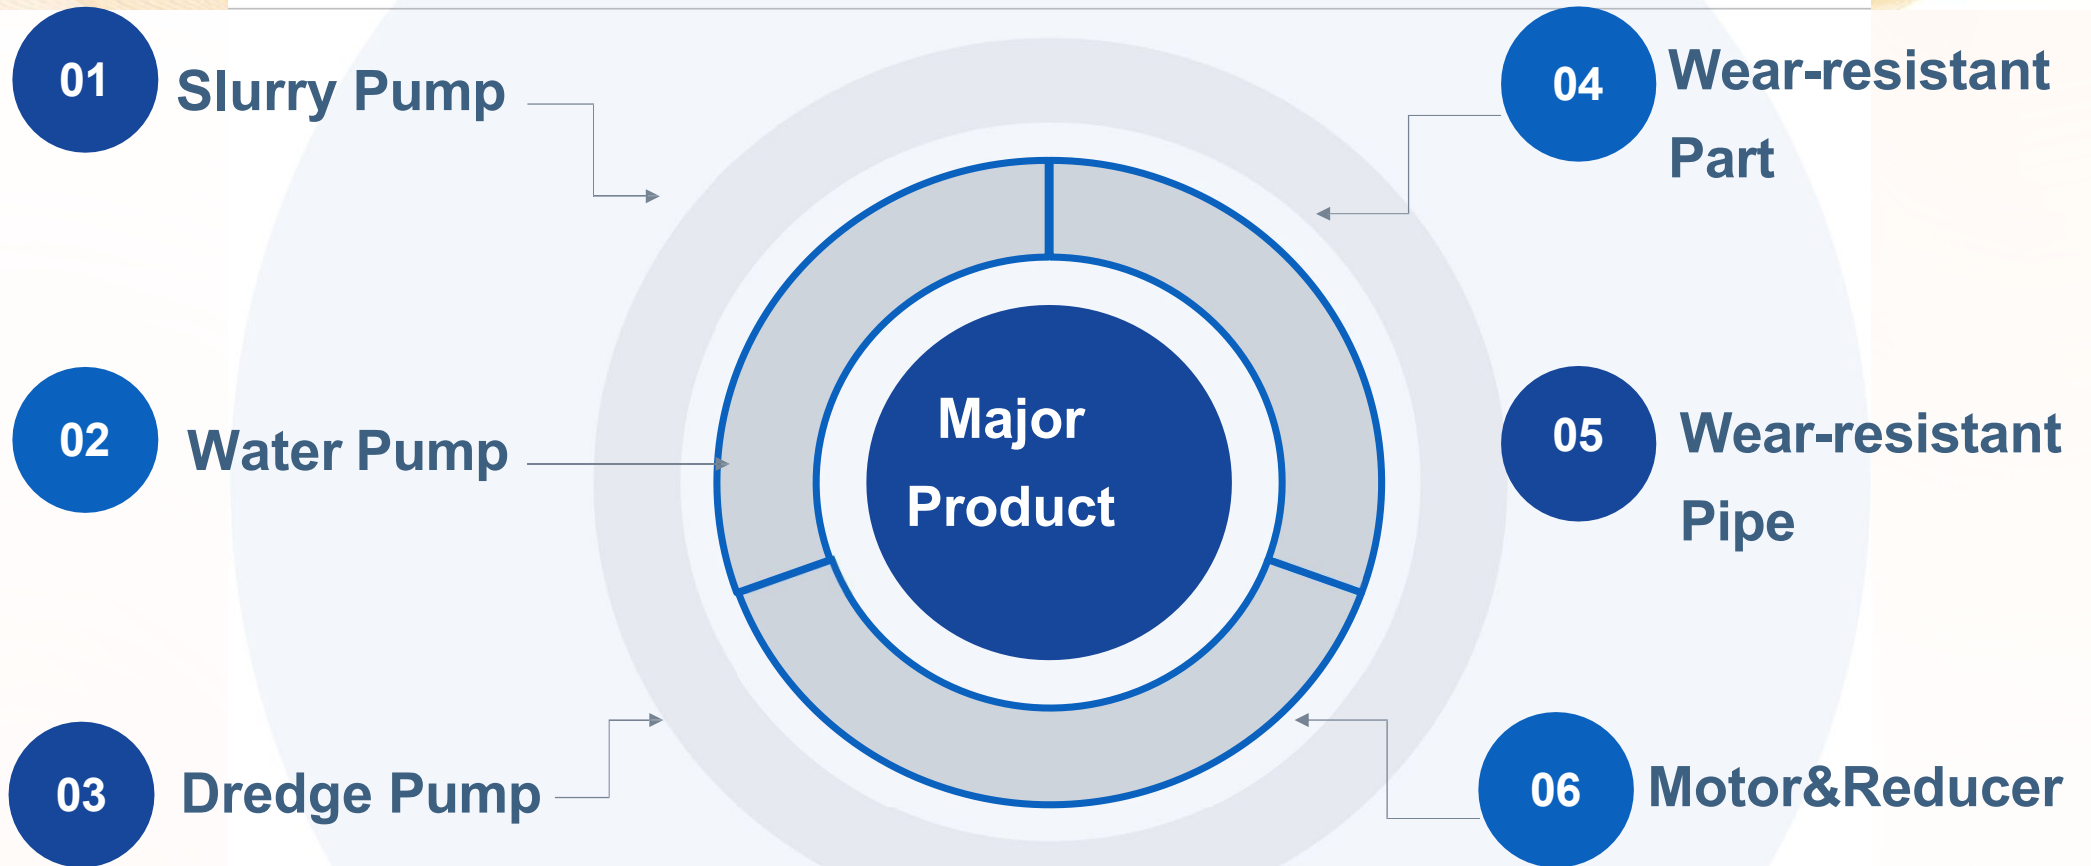 01
Slurry Pump
02
Water Pump
03
Dredge Pump
Major
Product
04
Wear-resistant
Part
05
Wear-resistant
Pipe
06
Motor&Reducer